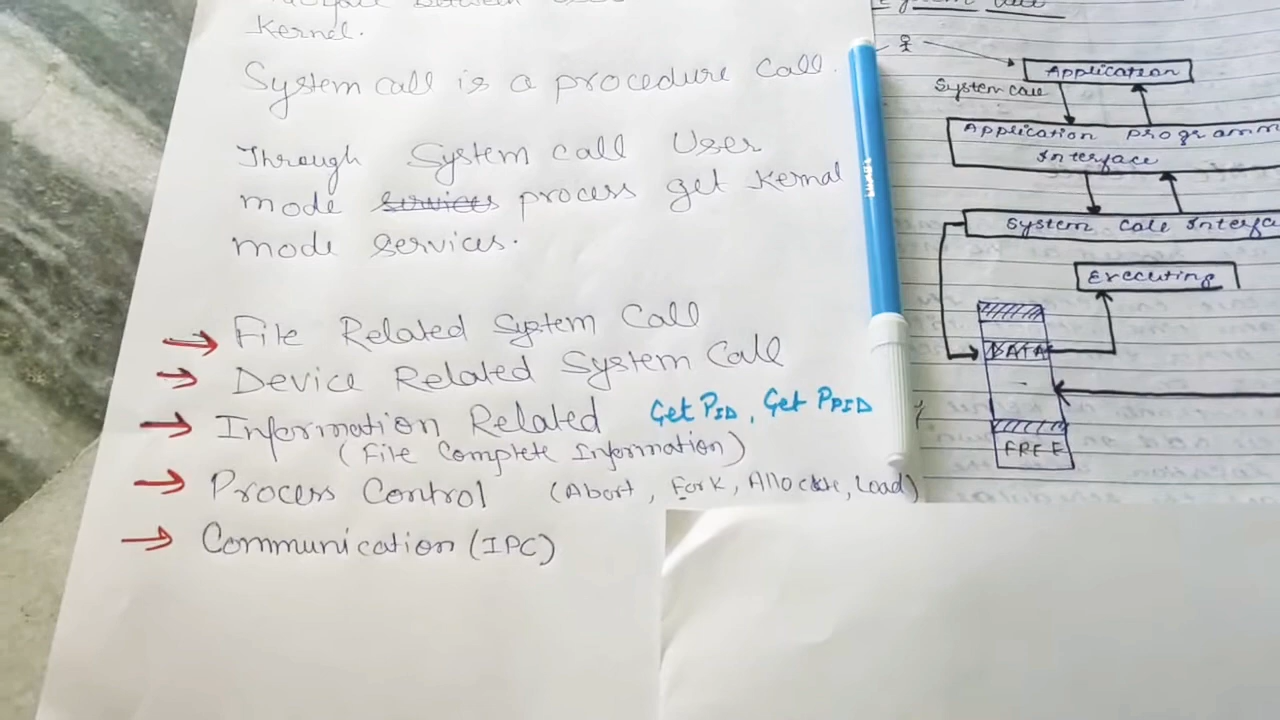 Kernel.
System call is a procedure call.
Through System call User
mode services process get Kernal
mode services.
File Related System Call
Device Related System Call
Information Related Get PID, Get PPID
(File Complete Information)
Process Control (Abort, Fork, Allocate, Load)
Communication (IPC)
Application
System call
Application Programm
Interface
System Call Interfa
Executing
DATA
FREE